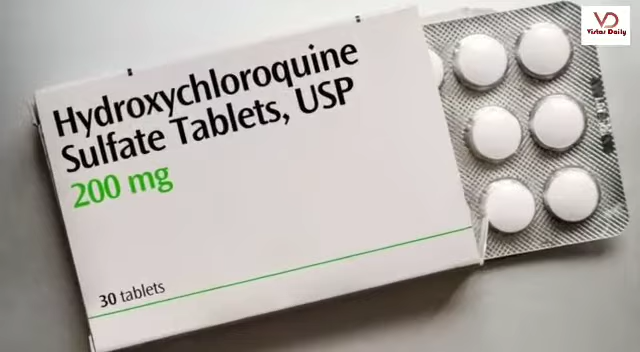 Hydroxychloroquine
Sulfate Tablets, USP
200 mg
30 tablets
VD
Vistas Daily